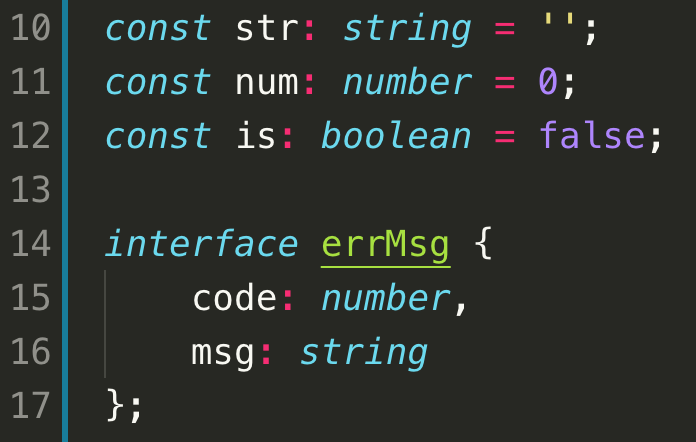 10 const str: string = '';
11 const num: number = 0;
12 const is: boolean = false;
13
14 interface errMsg {
15     code: number,
16     msg: string
17 };